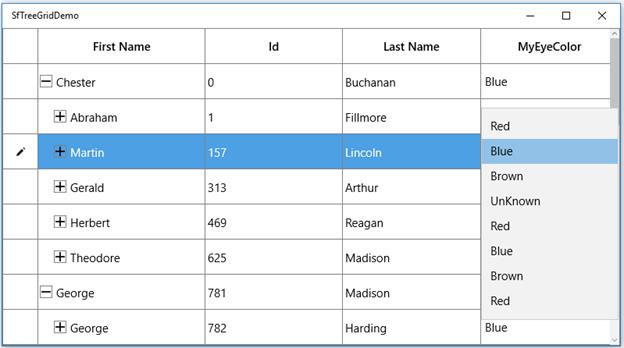 SfTreeGridDemo
First Name Id Last Name MyEyeColor
Chester 0 Buchanan Blue
Abraham 1 Fillmore
Red
Martin 157 Lincoln Blue
Brown
Gerald 313 Arthur
UnKnown
Herbert 469 Reagan Red
Blue
Theodore 625 Madison
Brown
George 781 Madison
Red
George 782 Harding Blue